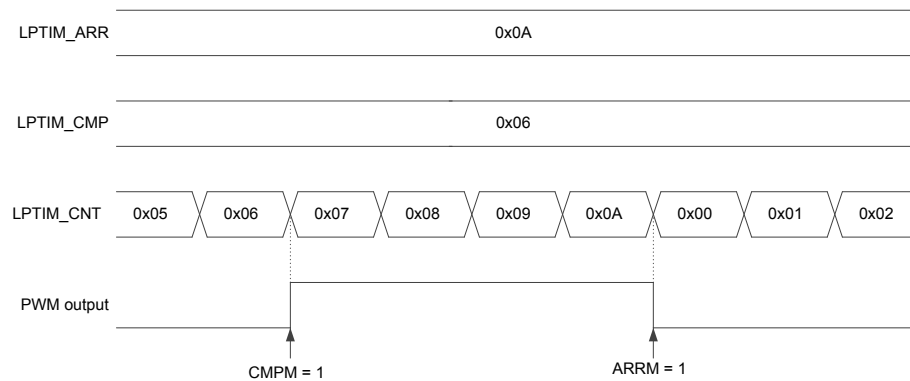 LPTIM_ARR 0x0A
LPTIM_CMP 0x06
LPTIM_CNT 0x05 0x06 0x07 0x08 0x09 0x0A 0x00 0x01 0x02
PWM output
CMPM = 1 ARRM = 1